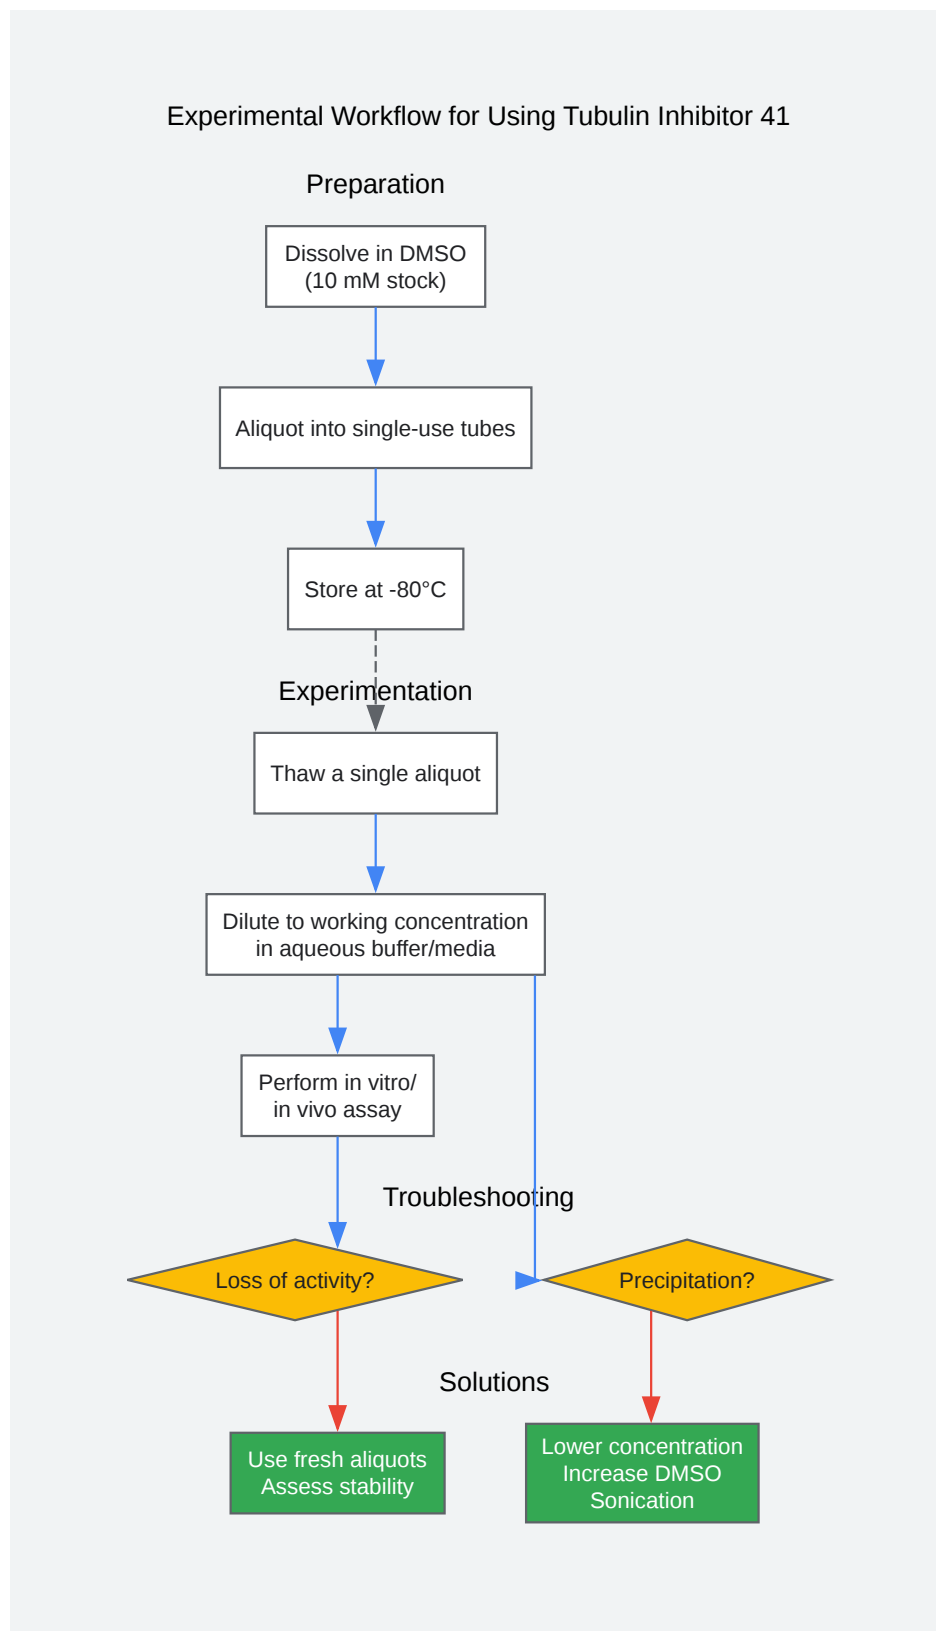 Experimental Workflow for Using Tubulin Inhibitor 41
Preparation
Dissolve in DMSO
(10 mM stock)
Aliquot into single-use tubes
Store at -80°C
Experimentation
Thaw a single aliquot
Dilute to working concentration
in aqueous buffer/media
Perform in vitro/
in vivo assay
Troubleshooting
Loss of activity?
Precipitation?
Solutions
Use fresh aliquots
Assess stability
Lower concentration
Increase DMSO
Sonication